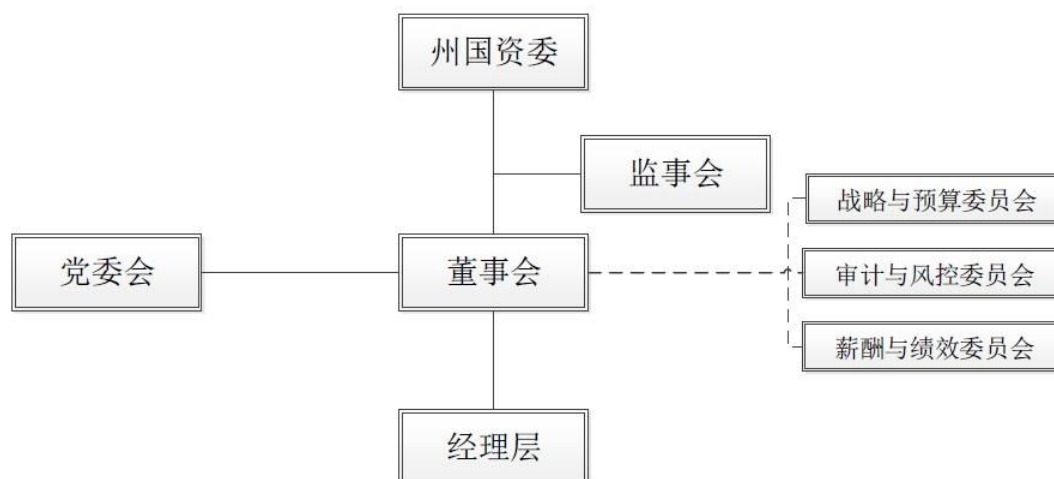 州国资委
监事会
战略与预算委员会
党委会
董事会
审计与风控委员会
薪酬与绩效委员会
经理层